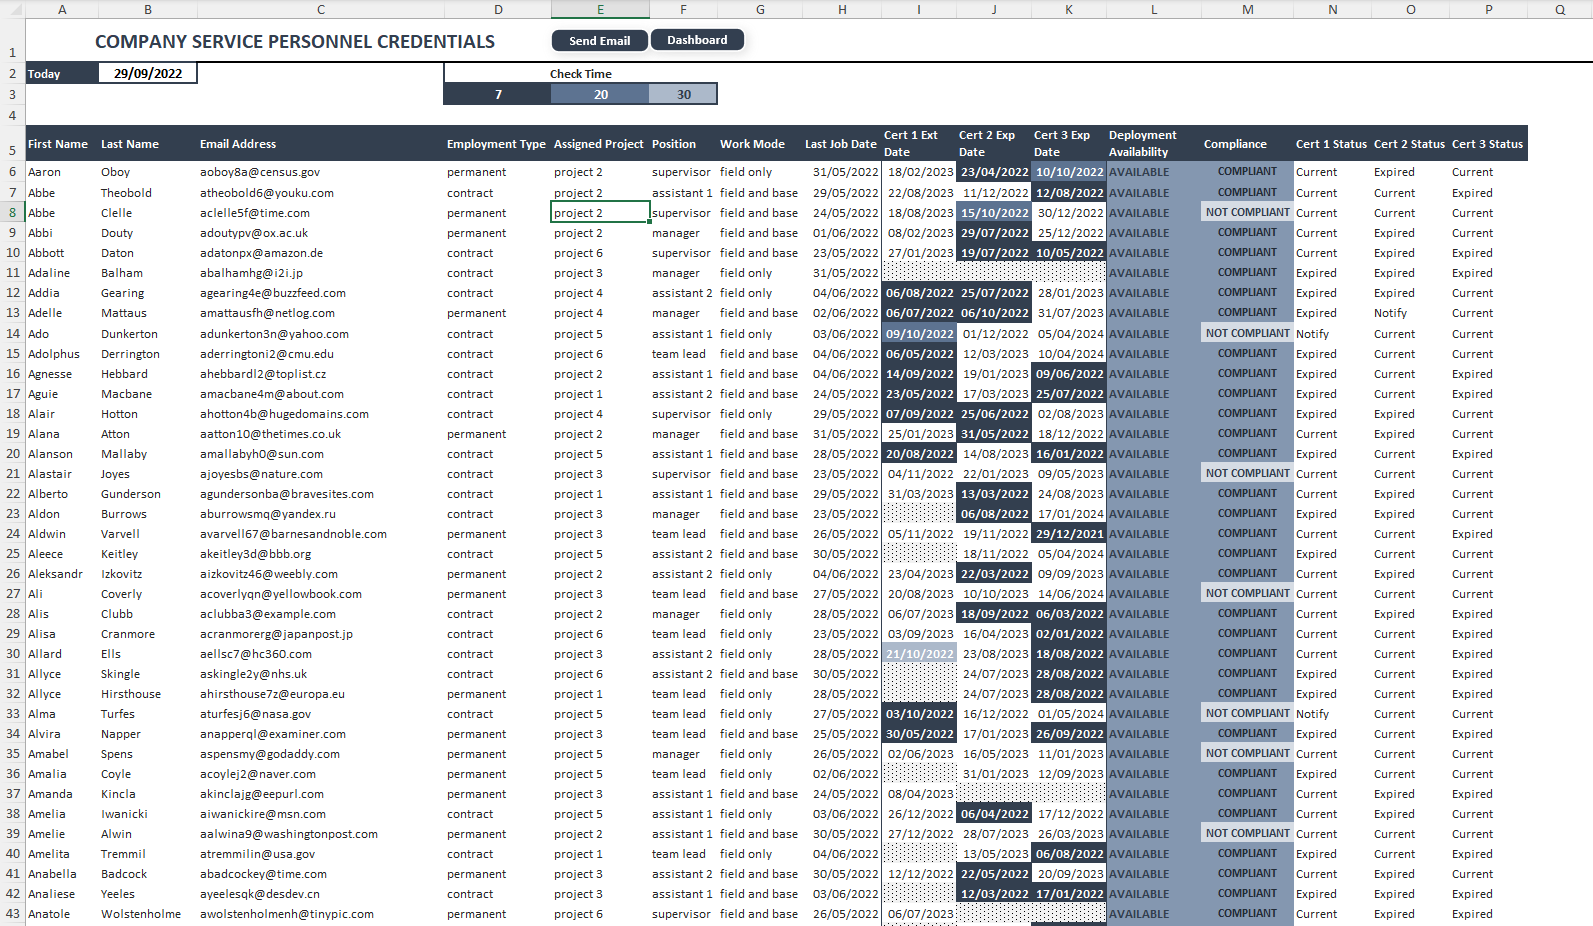 A B C D E F G H I J K L M N O P Q
1 COMPANY SERVICE PERSONNEL CREDENTIALS Send Email Dashboard
2 Today 29/09/2022 Check Time
3 7 20 30
4
5 First Name Last Name Email Address Employment Type Assigned Project Position Work Mode Last Job Date Cert 1 Ext Date Cert 2 Exp Date Cert 3 Exp Date Deployment Availability Compliance Cert 1 Status Cert 2 Status Cert 3 Status
6 Aaron Oboy aoboy8a@census.gov permanent project 2 supervisor field only 31/05/2022 18/02/2023 23/04/2022 10/10/2022 AVAILABLE COMPLIANT Current Expired Current
7 Abbe Theobold atheobold6@youku.com contract project 2 assistant 1 field and base 29/05/2022 22/08/2023 11/12/2022 12/08/2022 AVAILABLE COMPLIANT Current Current Expired
8 Abbe Clelle aclelle5f@time.com permanent project 2 supervisor field and base 24/05/2022 18/08/2023 15/10/2022 30/12/2022 AVAILABLE NOT COMPLIANT Current Current Current
9 Abbi Douty adoutypv@ox.ac.uk permanent project 2 manager field and base 01/06/2022 08/02/2023 29/07/2022 25/12/2022 AVAILABLE COMPLIANT Current Expired Current
10 Abbott Daton adatonpx@amazon.de contract project 6 supervisor field and base 23/05/2022 27/01/2023 19/07/2022 10/05/2022 AVAILABLE COMPLIANT Current Expired Expired
11 Adaline Balham abalhamhg@i2i.jp contract project 3 manager field only 31/05/2022 AVAILABLE COMPLIANT Expired Expired Expired
12 Addia Gearing agearing4e@buzzfeed.com contract project 4 assistant 2 field only 04/06/2022 06/08/2022 25/07/2022 28/01/2023 AVAILABLE COMPLIANT Expired Expired Current
13 Adelle Mattaus amattausfh@netlog.com permanent project 4 manager field and base 02/06/2022 06/07/2022 06/10/2022 31/07/2023 AVAILABLE COMPLIANT Expired Notify Current
14 Ado Dunkerton adunkerton3n@yahoo.com contract project 5 assistant 1 field only 03/06/2022 09/10/2022 01/12/2022 05/04/2024 AVAILABLE NOT COMPLIANT Notify Current Current
15 Adolphus Derrington aderringtoni2@cmu.edu contract project 6 team lead field and base 04/06/2022 06/05/2022 12/03/2023 10/04/2024 AVAILABLE COMPLIANT Expired Current Current
16 Agnesse Hebbard ahebbardl2@toplist.cz contract project 2 assistant 1 field and base 04/06/2022 14/09/2022 19/01/2023 09/06/2022 AVAILABLE COMPLIANT Expired Current Expired
17 Aguie Macbane amacbane4m@about.com contract project 1 assistant 2 field and base 24/05/2022 23/05/2022 17/03/2023 25/07/2022 AVAILABLE COMPLIANT Expired Current Expired
18 Alair Hotton ahotton4b@hugedomains.com contract project 4 supervisor field only 29/05/2022 07/09/2022 25/06/2022 02/08/2023 AVAILABLE COMPLIANT Expired Expired Current
19 Alana Atton aatton10@thetimes.co.uk permanent project 2 manager field and base 31/05/2022 25/01/2023 31/05/2022 18/12/2022 AVAILABLE COMPLIANT Current Expired Current
20 Alanson Mallaby amallabyh0@sun.com contract project 5 assistant 1 field and base 28/05/2022 20/08/2022 14/08/2023 16/01/2022 AVAILABLE COMPLIANT Expired Current Expired
21 Alastair Joyes ajoyesbs@nature.com contract project 3 supervisor field and base 23/05/2022 04/11/2022 22/01/2023 09/05/2023 AVAILABLE NOT COMPLIANT Current Current Current
22 Alberto Gunderson agundersonba@bravesites.com contract project 1 assistant 1 field and base 29/05/2022 31/03/2023 13/03/2022 24/08/2023 AVAILABLE COMPLIANT Current Expired Current
23 Aldon Burrows aburrowsmq@yandex.ru contract project 3 manager field and base 23/05/2022 06/08/2022 17/01/2024 AVAILABLE COMPLIANT Expired Expired Current
24 Aldwin Varvell avarvell67@barnesandnoble.com permanent project 3 team lead field and base 26/05/2022 05/11/2022 19/11/2022 29/12/2021 AVAILABLE COMPLIANT Current Current Expired
25 Aleece Keitley akeitley3d@bbb.org contract project 5 assistant 2 field and base 30/05/2022 18/11/2022 05/04/2024 AVAILABLE COMPLIANT Expired Current Current
26 Aleksandr Izkovitz aizkovitz46@weebly.com contract project 2 assistant 2 field only 04/06/2022 23/04/2023 22/03/2022 09/09/2023 AVAILABLE COMPLIANT Current Expired Current
27 Ali Coverly acoverlyqn@yellowbook.com permanent project 3 team lead field and base 27/05/2022 20/08/2023 10/10/2023 14/06/2024 AVAILABLE NOT COMPLIANT Current Current Current
28 Alis Clubb aclubba3@example.com contract project 2 manager field only 28/05/2022 06/07/2023 18/09/2022 06/03/2022 AVAILABLE COMPLIANT Current Expired Expired
29 Alisa Cranmore acranmorerg@japanpost.jp contract project 6 team lead field and base 23/05/2022 03/09/2023 16/04/2023 02/01/2022 AVAILABLE COMPLIANT Current Current Expired
30 Allard Ells aellsc7@hc360.com contract project 3 assistant 2 field only 28/05/2022 21/10/2022 23/08/2023 18/08/2022 AVAILABLE COMPLIANT Current Current Expired
31 Allyce Skingle askingle2y@nhs.uk contract project 6 assistant 2 field and base 30/05/2022 24/07/2023 28/08/2022 AVAILABLE COMPLIANT Expired Current Expired
32 Allyce Hirsthouse ahirsthouse7z@europa.eu permanent project 1 team lead field only 28/05/2022 24/07/2023 28/08/2022 AVAILABLE COMPLIANT Expired Current Expired
33 Alma Turfes aturfesj6@nasa.gov contract project 5 team lead field only 27/05/2022 03/10/2022 16/12/2022 01/05/2024 AVAILABLE NOT COMPLIANT Notify Current Current
34 Alvira Napper anapperql@examiner.com permanent project 3 team lead field and base 25/05/2022 30/05/2022 17/01/2023 26/09/2022 AVAILABLE COMPLIANT Expired Current Expired
35 Amabel Spens aspensmy@godaddy.com permanent project 5 manager field only 26/05/2022 02/06/2023 16/05/2023 11/01/2023 AVAILABLE NOT COMPLIANT Current Current Current
36 Amalia Coyle acoylej2@naver.com permanent project 5 team lead field only 02/06/2022 31/01/2023 12/09/2023 AVAILABLE COMPLIANT Expired Current Current
37 Amanda Kincla akinclajg@eepurl.com permanent project 3 assistant 1 field and base 24/05/2022 08/04/2023 AVAILABLE COMPLIANT Current Expired Expired
38 Amelia Iwanicki aiwanickire@msn.com contract project 5 assistant 1 field only 03/06/2022 26/12/2022 06/04/2022 17/12/2022 AVAILABLE COMPLIANT Current Expired Current
39 Amelie Alwin aalwina9@washingtonpost.com permanent project 2 assistant 1 field and base 30/05/2022 27/12/2022 28/07/2023 26/03/2023 AVAILABLE NOT COMPLIANT Current Current Current
40 Amelita Tremmil atremmilin@usa.gov contract project 1 team lead field only 04/06/2022 13/05/2023 06/08/2022 AVAILABLE COMPLIANT Expired Current Expired
41 Anabella Badcock abadcockey@time.com permanent project 3 assistant 2 field and base 30/05/2022 12/12/2022 22/05/2022 20/09/2023 AVAILABLE COMPLIANT Current Expired Current
42 Analiese Yeeles ayeelesqk@desdev.cn contract project 3 assistant 1 field and base 03/06/2022 12/03/2022 17/01/2022 AVAILABLE COMPLIANT Expired Expired Expired
43 Anatole Wolstenholme awolstenholmenh@tinypic.com permanent project 6 supervisor field and base 26/05/2022 06/07/2023 AVAILABLE COMPLIANT Current Expired Expired